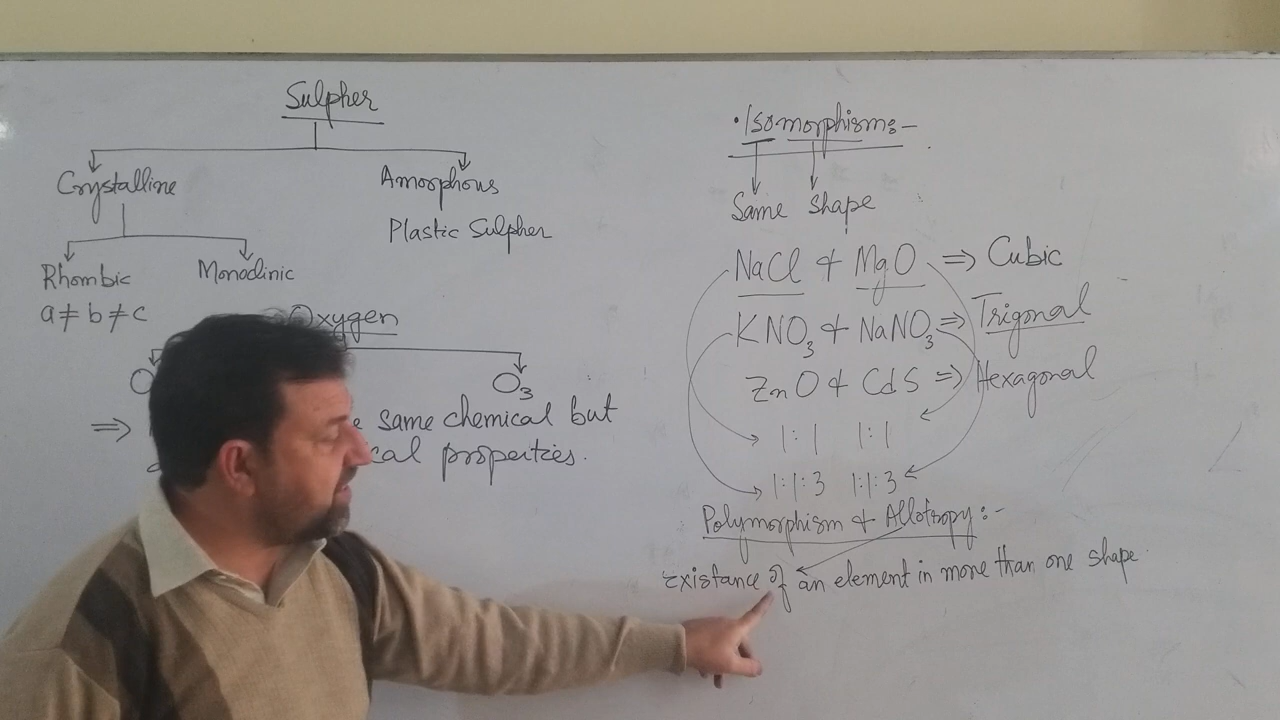 Sulpher
Crystalline
Amorphous
Plastic Sulpher
Rhombic
Monoclinic
a ≠ b ≠ c
Oxygen
O
O₃
⇒ same chemical but
cal properties.
• Isomorphism:-
Same shape
NaCl & MgO ⇒ Cubic
KNO₃ & NaNO₃ ⇒ Trigonal
ZnO & CdS ⇒ Hexagonal
1:1 1:1
1:1:3 1:1:3
Polymorphism & Allotropy:-
Existance of an element in more than one shape.